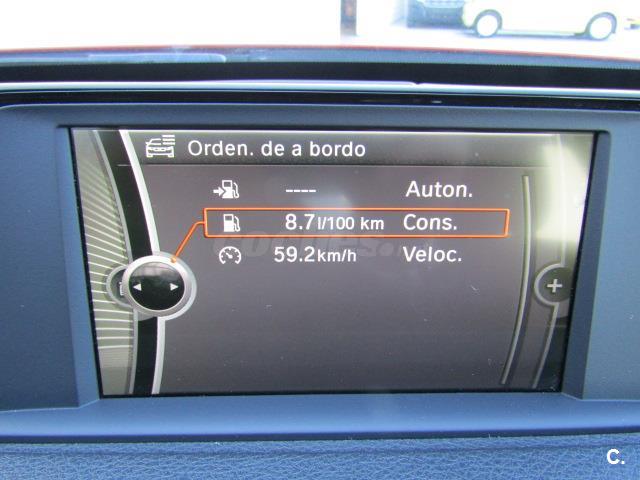 Orden. de a bordo
---- Auton.
8.7 l/100 km Cons.
59.2 km/h Veloc.
+
C.